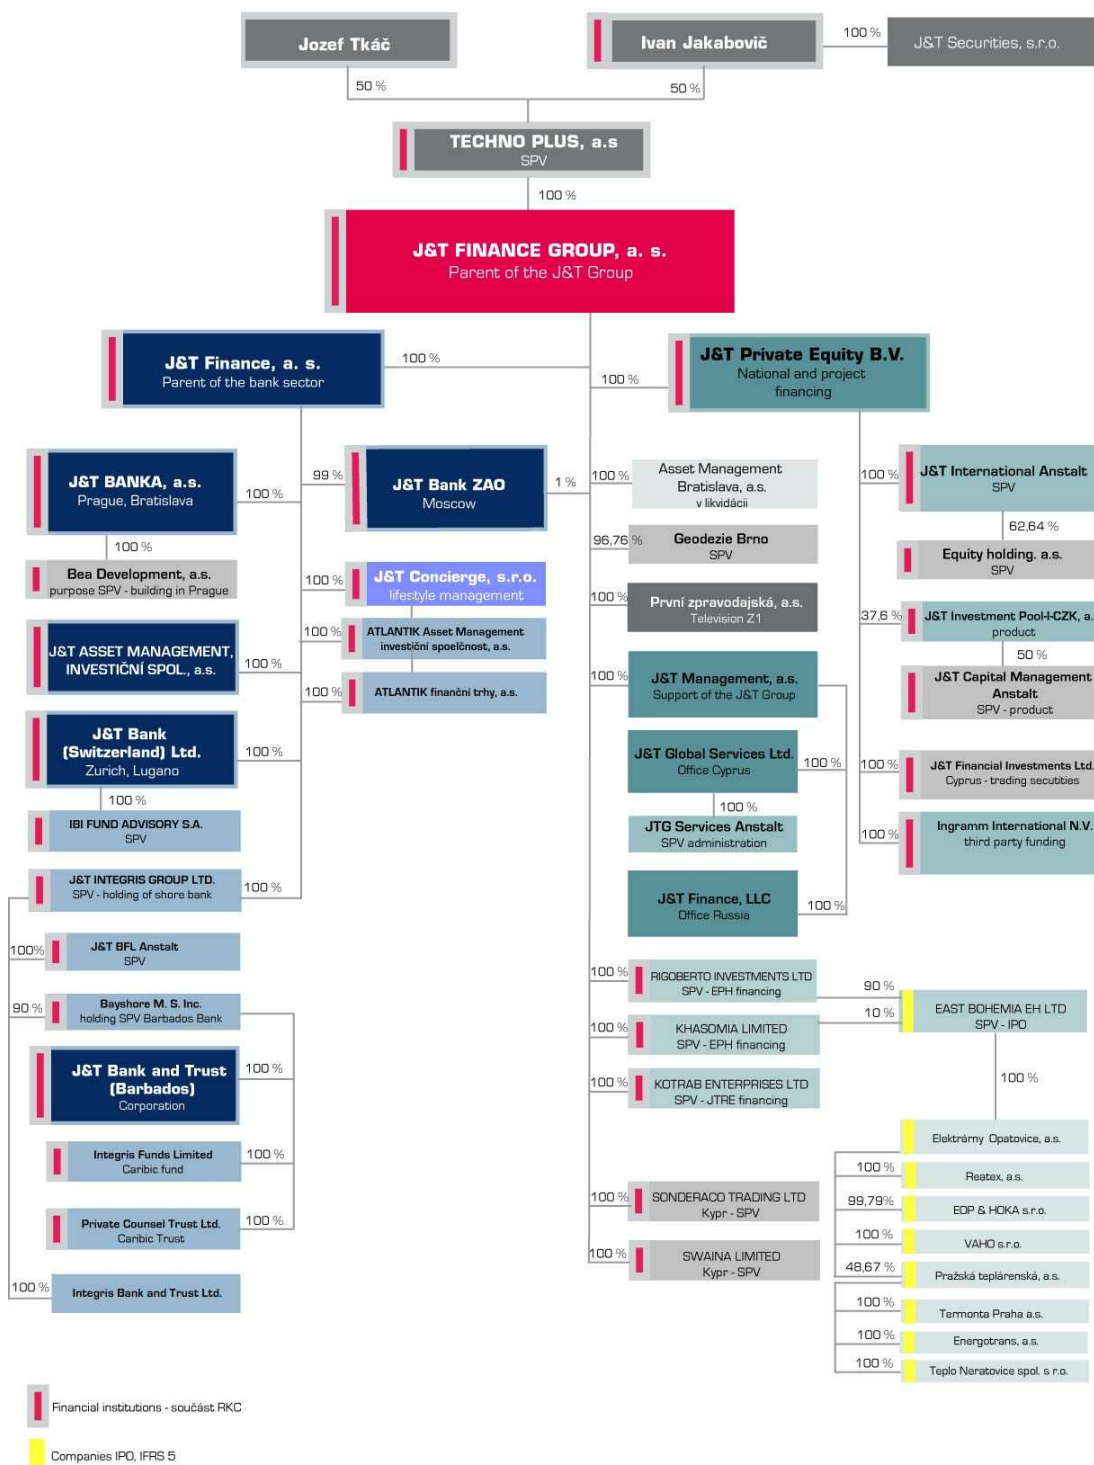 Jozef Tkáč
Ivan Jakabovič
100 %
J&T Securities, s.r.o.
50 %
50 %
TECHNO PLUS, a.s
SPV
100 %
J&T FINANCE GROUP, a. s.
Parent of the J&T Group
J&T Finance, a. s.
Parent of the bank sector
100 %
J&T Private Equity B.V.
National and project
financing
100 %
J&T BANKA, a.s.
Prague, Bratislava
100 %
99 %
J&T Bank ZAO
Moscow
1 %
100 %
Asset Management
Bratislava, a.s.
v likvidácii
100 %
J&T International Anstalt
SPV
100 %
Bea Development, a.s.
purpose SPV - building in Prague
96,76 %
Geodezie Brno
SPV
62,64 %
Equity holding. a.s.
SPV
100 %
J&T Concierge, s.r.o.
lifestyle management
100 %
První zpravodajská, a.s.
Television Z1
37,6 %
J&T Investment Pool-I-CZK, a.
product
100 %
ATLANTIK Asset Management
investiční spoelčnost, a.s.
J&T ASSET MANAGEMENT,
INVESTIČNÍ SPOL., a.s.
100 %
100 %
ATLANTIK finanční trhy, a.s.
100 %
J&T Management, a.s.
Support of the J&T Group
50 %
J&T Capital Management
Anstalt
SPV - product
J&T Bank
(Switzerland) Ltd.
Zurich, Lugano
100 %
J&T Global Services Ltd.
Office Cyprus
100 %
100 %
J&T Financial Investments Ltd.
Cyprus - trading secutities
100 %
IBI FUND ADVISORY S.A.
SPV
100 %
JTG Services Anstalt
SPV administration
100 %
Ingramm International N.V.
third party funding
J&T INTEGRIS GROUP LTD.
SPV - holding of shore bank
100 %
J&T Finance, LLC
Office Russia
100 %
100%
J&T BFL Anstalt
SPV
100 %
RIGOBERTO INVESTMENTS LTD
SPV - EPH financing
90 %
90 %
Bayshore M. S. Inc.
holding SPV Barbados Bank
100 %
KHASOMIA LIMITED
SPV - EPH financing
10 %
EAST BOHEMIA EH LTD
SPV - IPO
J&T Bank and Trust
(Barbados)
Corporation
100 %
100 %
KOTRAB ENTERPRISES LTD
SPV - JTRE financing
100 %
Integris Funds Limited
Caribic fund
100 %
Elektrárny Opatovice, a.s.
100 %
Reatex, a.s.
Private Counsel Trust Ltd.
Caribic Trust
100 %
100 %
SONDERACO TRADING LTD
Kypr - SPV
99,79%
EOP & HOKA s.r.o.
100 %
VAHO s.r.o.
100 %
SWAINA LIMITED
Kypr - SPV
48,67 %
Pražská teplárenská, a.s.
100 %
Integris Bank and Trust Ltd.
100 %
Termonta Praha a.s.
100 %
Energotrans, a.s.
100 %
Teplo Neratovice spol. s r.o.
Financial institutions - součást RKC
Companies IPO, IFRS 5